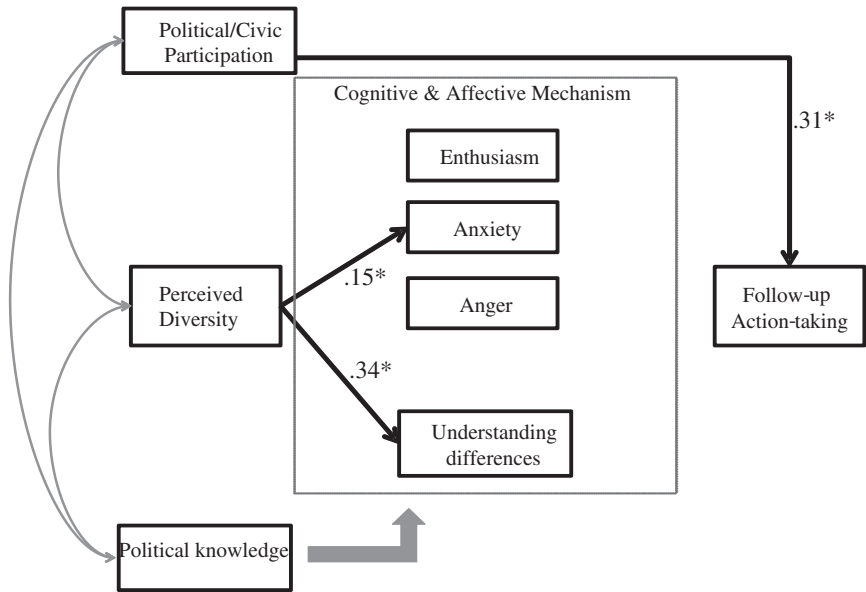 Political/Civic
Participation
Cognitive & Affective Mechanism
.31*
Enthusiasm
Anxiety
.15*
Perceived
Diversity
Anger
Follow-up
Action-taking
.34*
Understanding
differences
Political knowledge